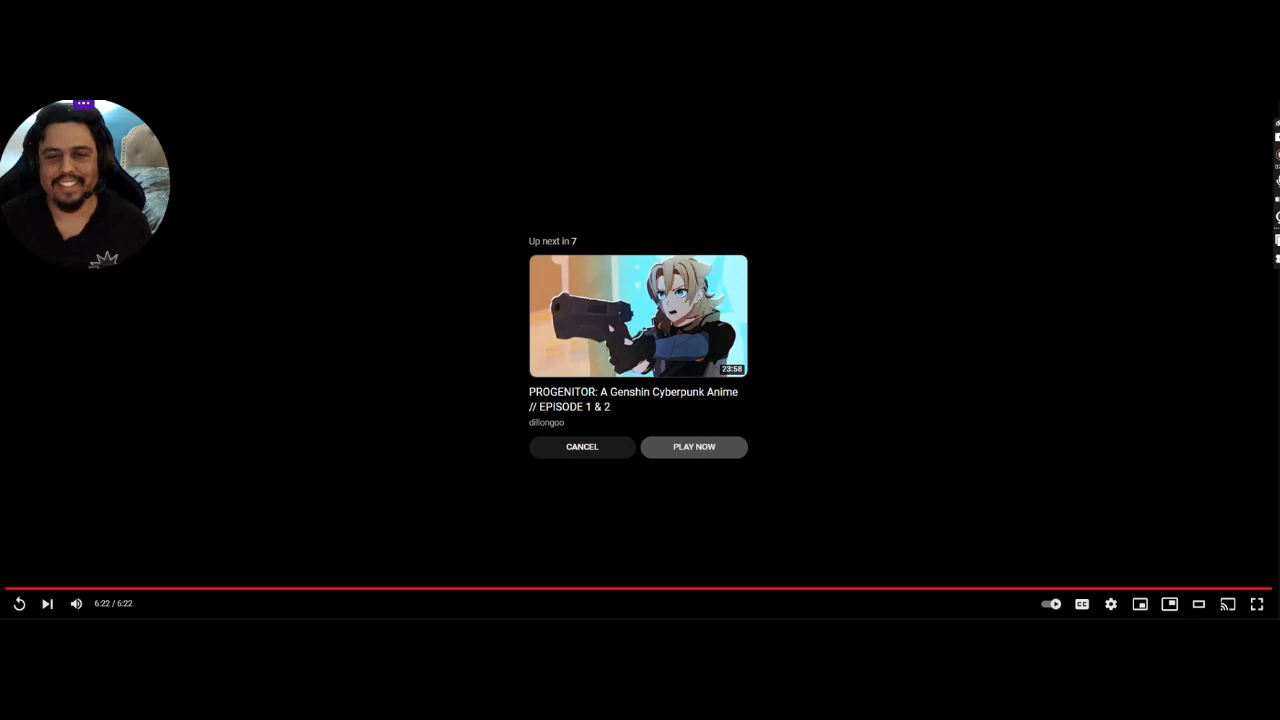 Up next in 7
23:58
PROGENITOR: A Genshin Cyberpunk Anime
// EPISODE 1 & 2
dillongoo
CANCEL
PLAY NOW
6:22 / 6:22
CC